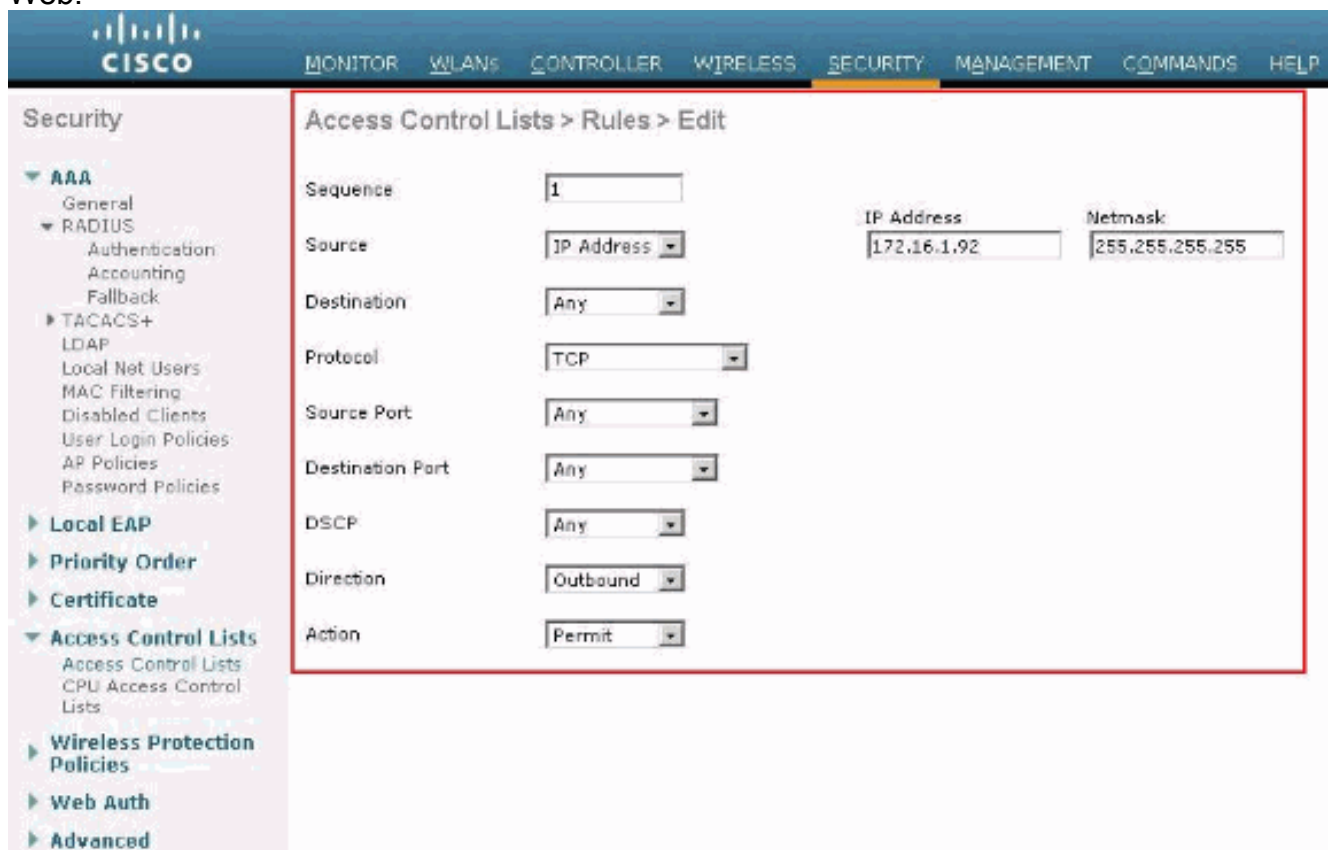 Web.
CISCO
MONITOR WLANs CONTROLLER WIRELESS SECURITY MANAGEMENT COMMANDS HELP
Security
AAA
General
RADIUS
Authentication
Accounting
Fallback
TACACS+
LDAP
Local Net Users
MAC Filtering
Disabled Clients
User Login Policies
AP Policies
Password Policies
Local EAP
Priority Order
Certificate
Access Control Lists
Access Control Lists
CPU Access Control
Lists
Wireless Protection
Policies
Web Auth
Advanced
Access Control Lists > Rules > Edit
Sequence 1
IP Address Netmask
Source IP Address 172.16.1.92 255.255.255.255
Destination Any
Protocol TCP
Source Port Any
Destination Port Any
DSCP Any
Direction Outbound
Action Permit